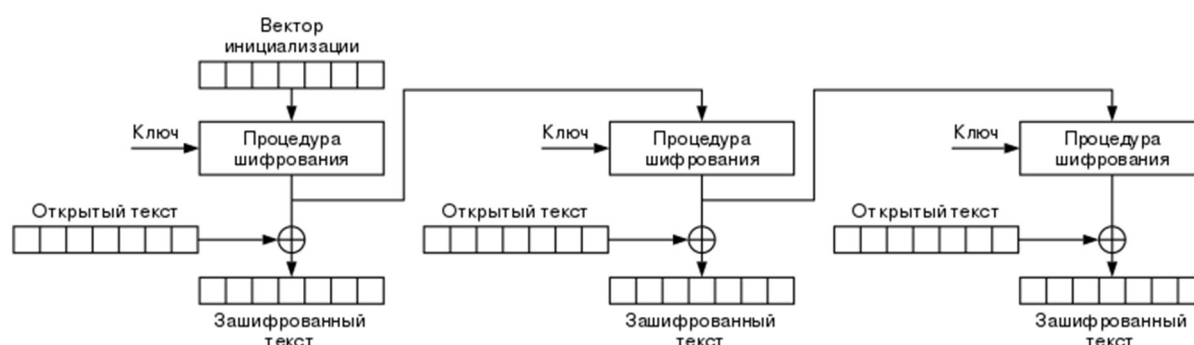 Вектор
инициализации
Ключ
Процедура
шифрования
Ключ
Процедура
шифрования
Ключ
Процедура
шифрования
Открытый текст
Открытый текст
Открытый текст
Зашифрованный
текст
Зашифрованный
текст
Зашифрованный
текст